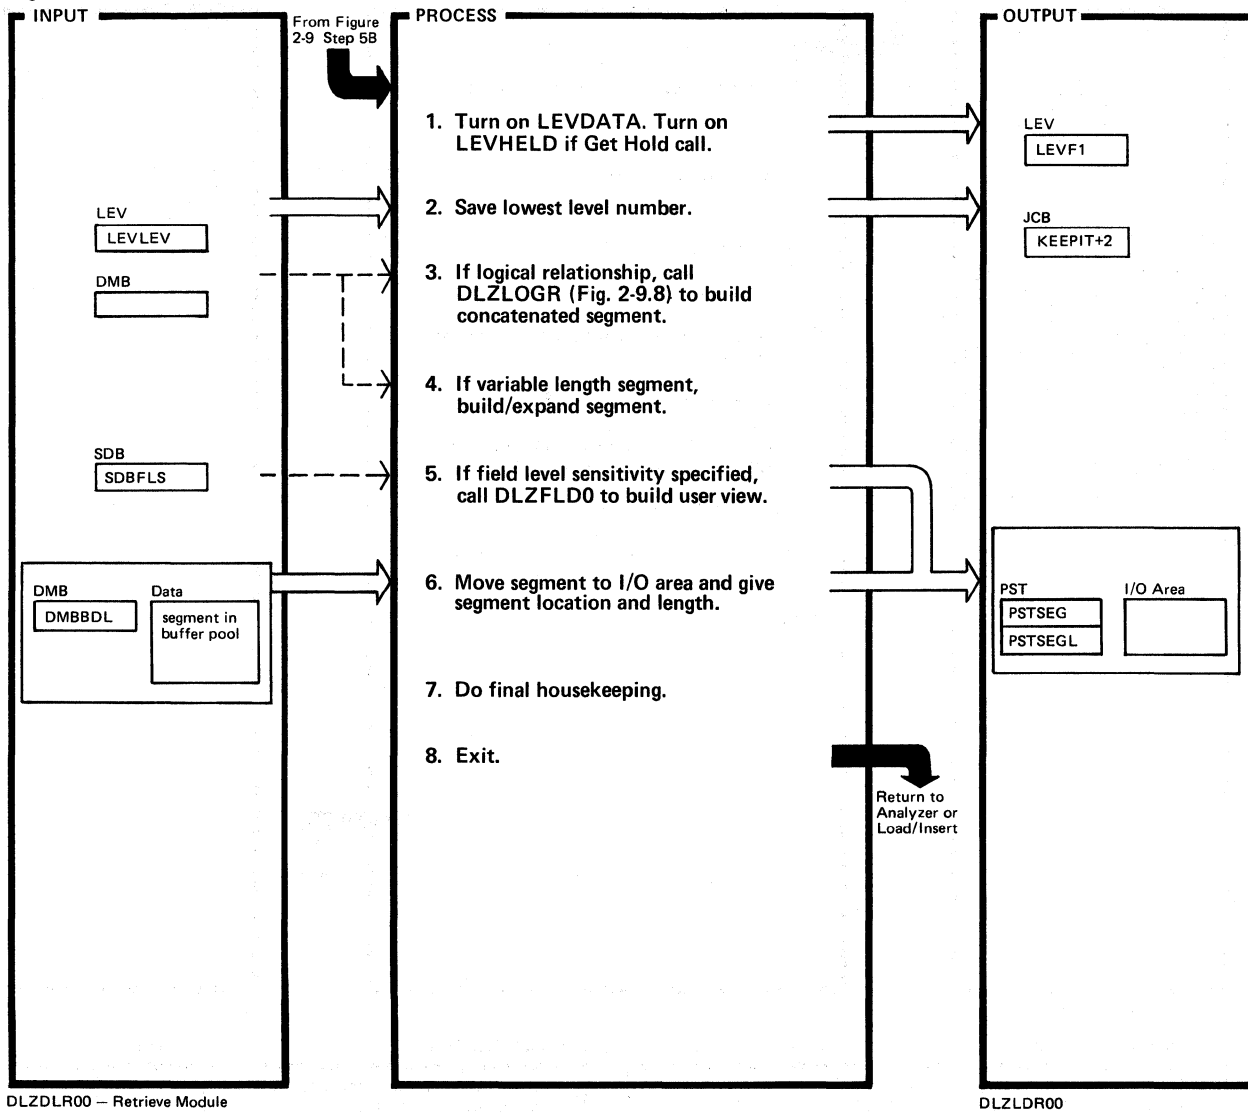 INPUT
From Figure
2-9 Step 5B
PROCESS
OUTPUT
1. Turn on LEVDATA. Turn on
LEVHELD if Get Hold call.
LEV
LEVF1
LEV
LEVLEV
2. Save lowest level number.
JCB
KEEPIT+2
DMB
3. If logical relationship, call
DLZLOGR (Fig. 2-9.8) to build
concatenated segment.
4. If variable length segment,
build/expand segment.
SDB
SDBFLS
5. If field level sensitivity specified,
call DLZFLD0 to build user view.
DMB
DMBBDL
Data
segment in
buffer pool
6. Move segment to I/O area and give
segment location and length.
PST
PSTSEG
PSTSEGL
I/O Area
7. Do final housekeeping.
8. Exit.
Return to
Analyzer or
Load/Insert
DLZDLR00 — Retrieve Module
DLZLDR00